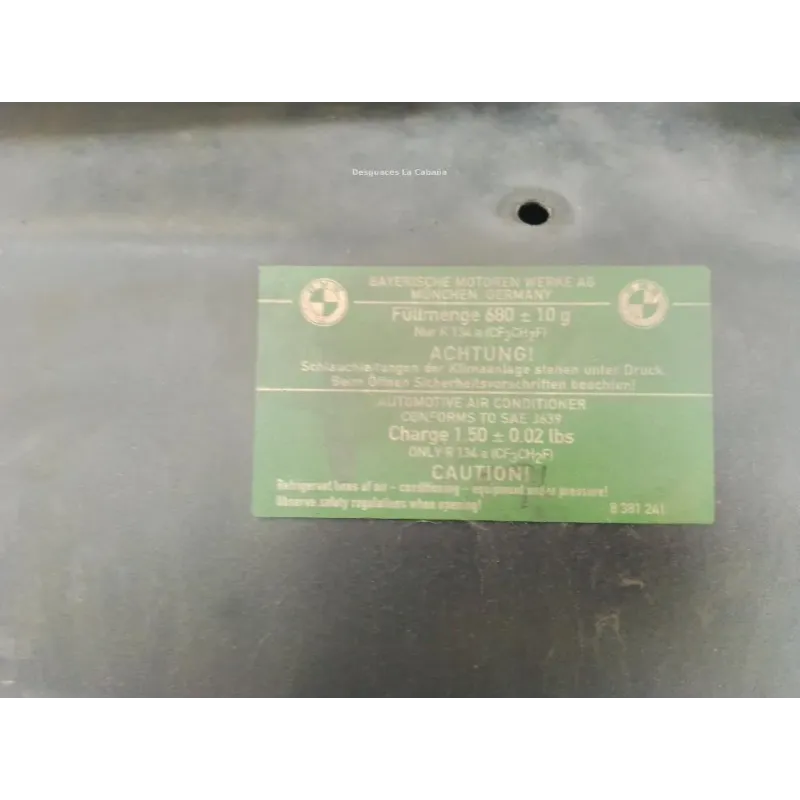 Desguaces La Cabaña
BAYERISCHE MOTOREN WERKE AG
MÜNCHEN, GERMANY
Füllmenge 680 ± 10 g
Nur R 134 a (CF3CH2F)
ACHTUNG!
Schlauchleitungen der Klimaanlage stehen unter Druck.
Beim Öffnen Sicherheitsvorschriften beachten!
AUTOMOTIVE AIR CONDITIONER
CONFORMS TO SAE J639
Charge 1.50 ± 0.02 lbs
ONLY R 134 a (CF3CH2F)
CAUTION!
Refrigerant lines of air - conditioning - equipment pressure!
Observe safety regulations when opening!
8 381 241